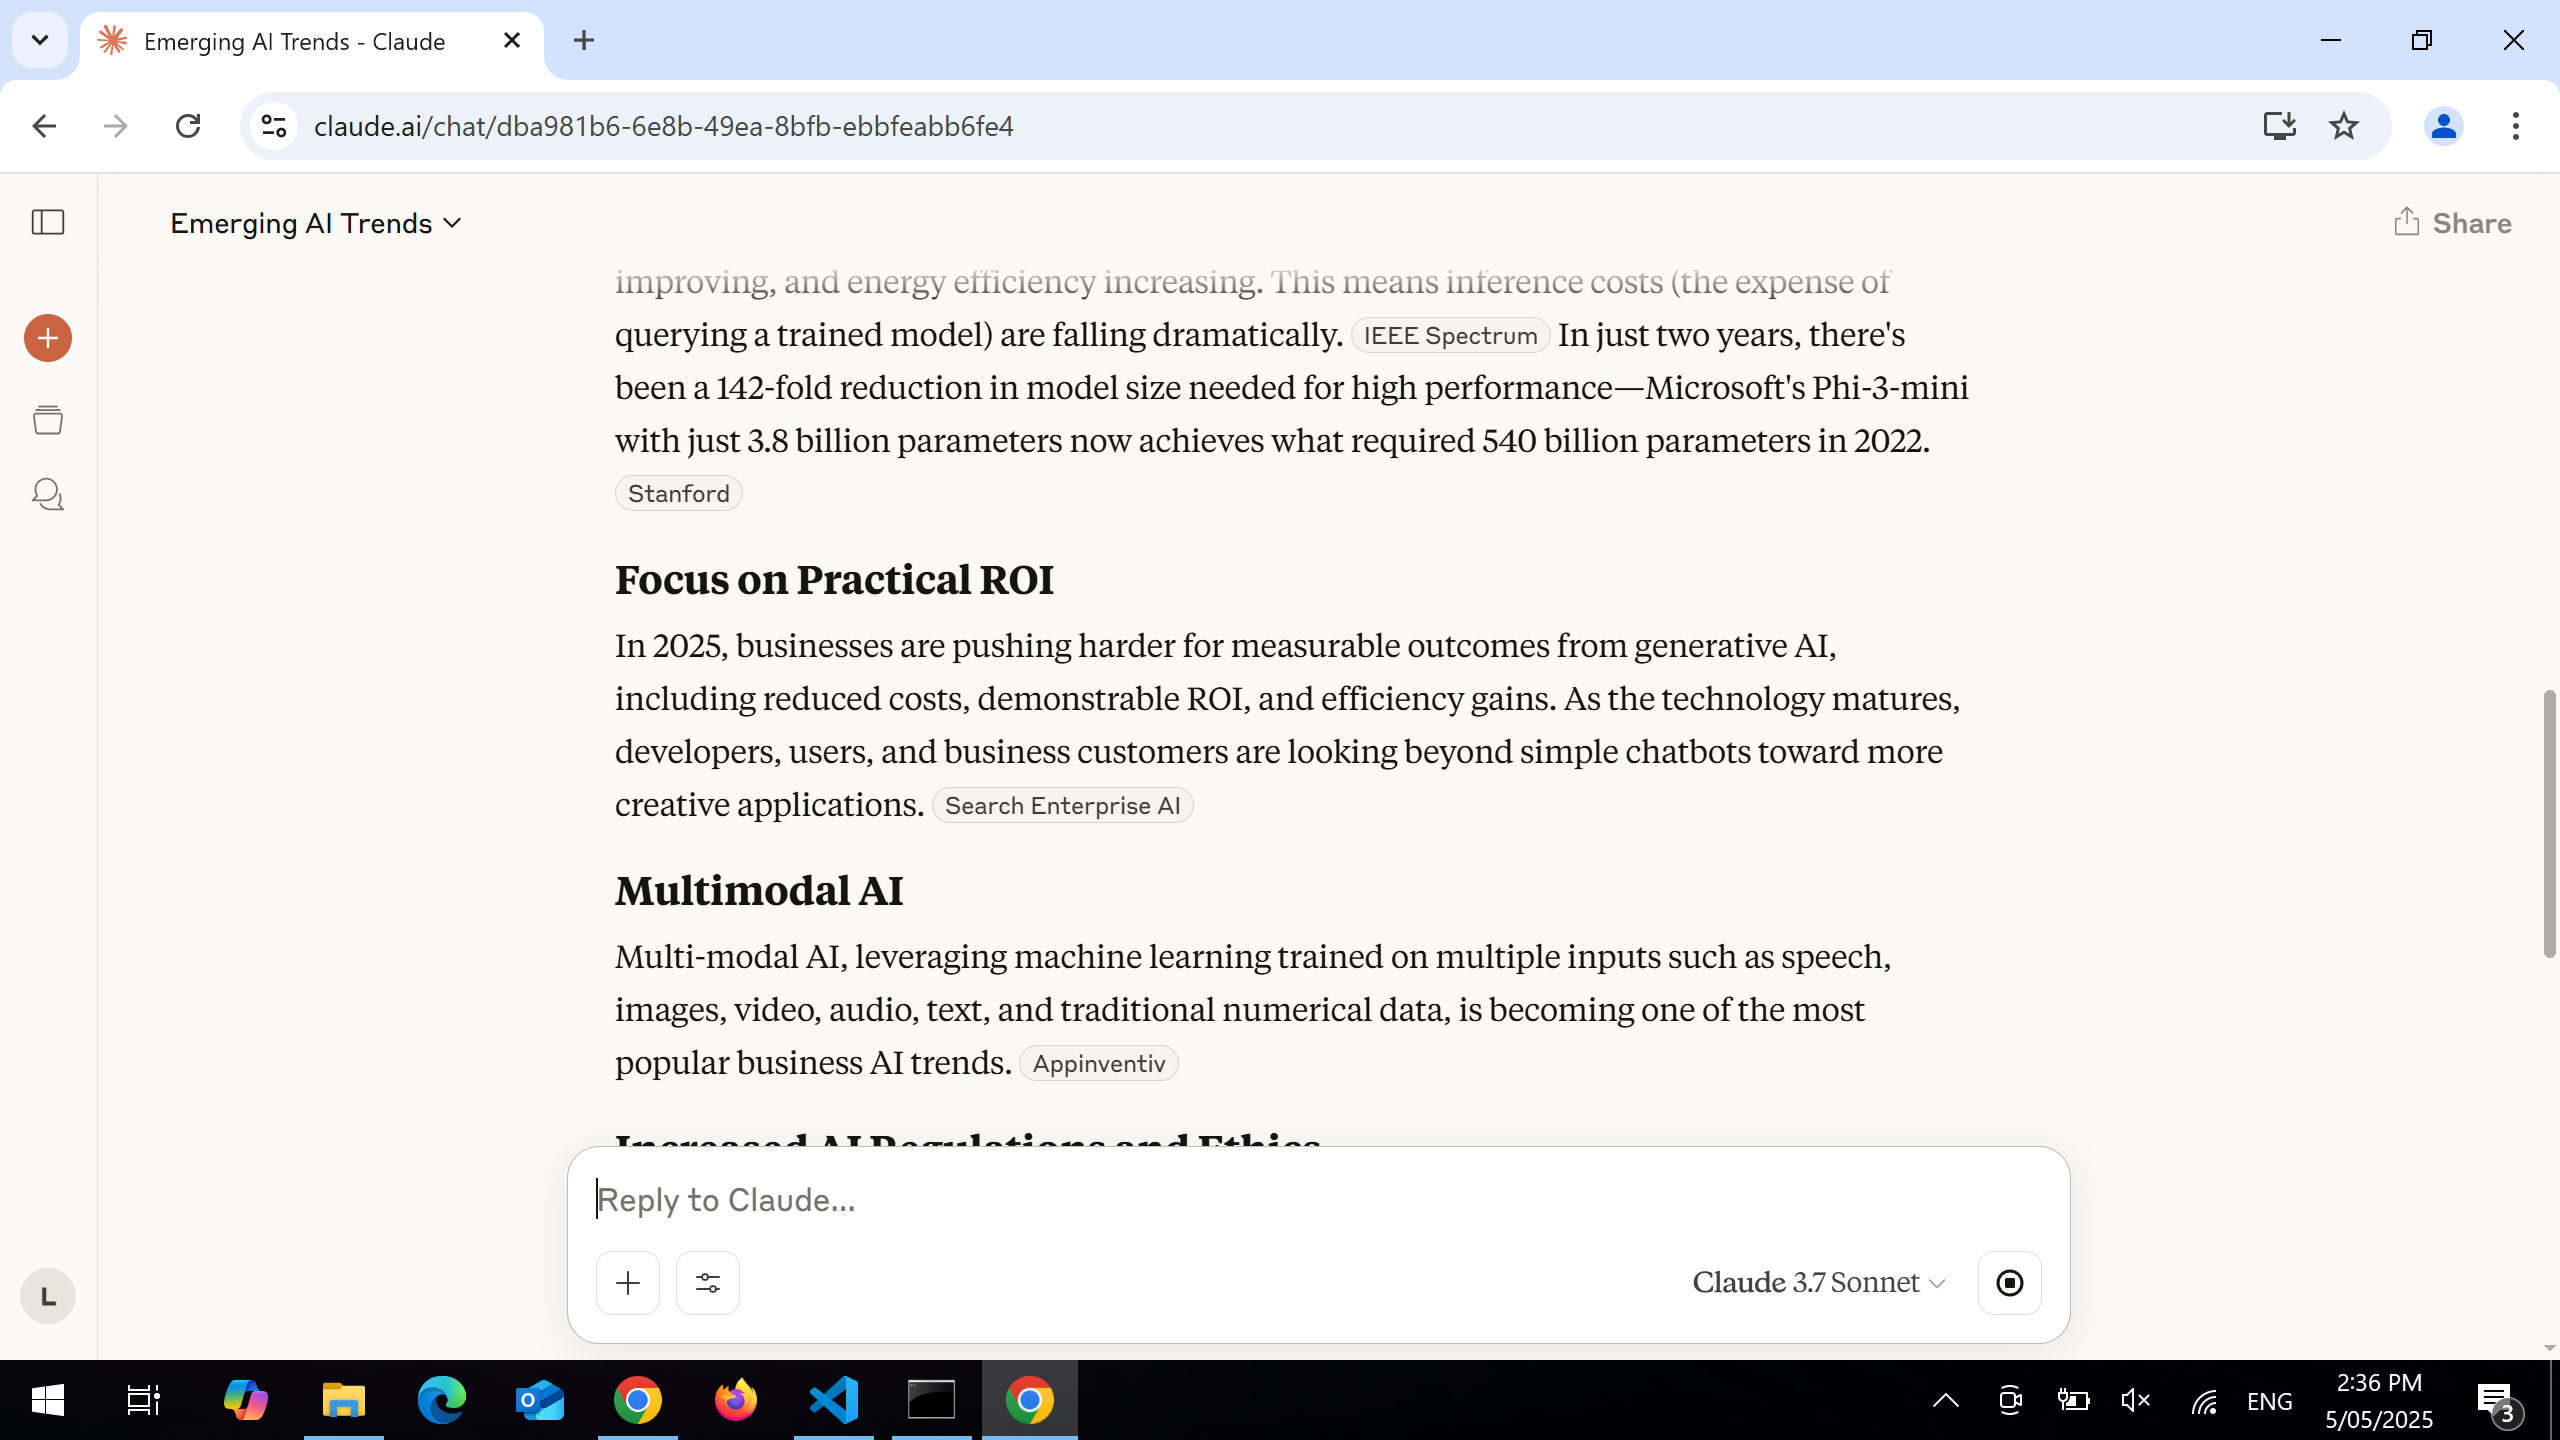 Emerging AI Trends - Claude
claude.ai/chat/dba981b6-6e8b-49ea-8bfb-ebbfeabb6fe4
Emerging AI Trends
Share
improving, and energy efficiency increasing. This means inference costs (the expense of
querying a trained model) are falling dramatically. IEEE Spectrum In just two years, there's
been a 142-fold reduction in model size needed for high performance—Microsoft's Phi-3-mini
with just 3.8 billion parameters now achieves what required 540 billion parameters in 2022.
Stanford
Focus on Practical ROI
In 2025, businesses are pushing harder for measurable outcomes from generative AI,
including reduced costs, demonstrable ROI, and efficiency gains. As the technology matures,
developers, users, and business customers are looking beyond simple chatbots toward more
creative applications. Search Enterprise AI
Multimodal AI
Multi-modal AI, leveraging machine learning trained on multiple inputs such as speech,
images, video, audio, text, and traditional numerical data, is becoming one of the most
popular business AI trends. Appinventiv
Increased AI Regulations and Ethics
Reply to Claude...
Claude 3.7 Sonnet
L
ENG
2:36 PM
5/05/2025
3